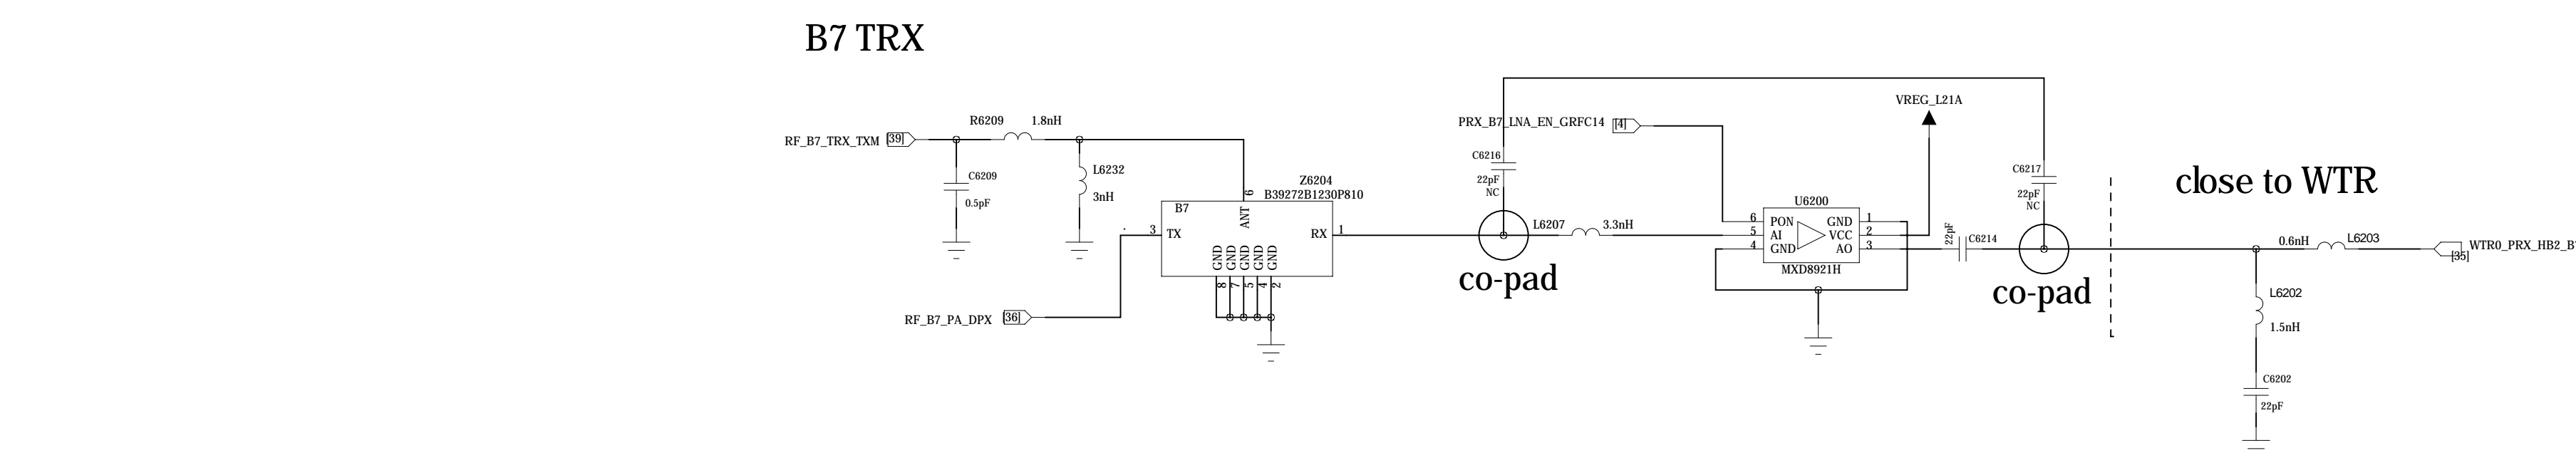 B7 TRX
VREG_L21A
R6209 1.8nH
PRX_B7_LNA_EN_GRFC14 [4]
RF_B7_TRX_TXM [39]
C6216
22pF
NC
C6217
22pF
NC
close to WTR
L6232
3nH
C6209
0.5pF
Z6204
B39272B1230P810
B7
ANT
6
3 TX
RX 1
GND GND GND GND GND
8 7 5 4 2
L6207 3.3nH
U6200
6 PON GND 1
5 AI VCC 2
4 GND AO 3
MXD8921H
22pF
C6214
0.6nH L6203
[35]
co-pad
co-pad
L6202
1.5nH
RF_B7_PA_DPX [36]
C6202
22pF